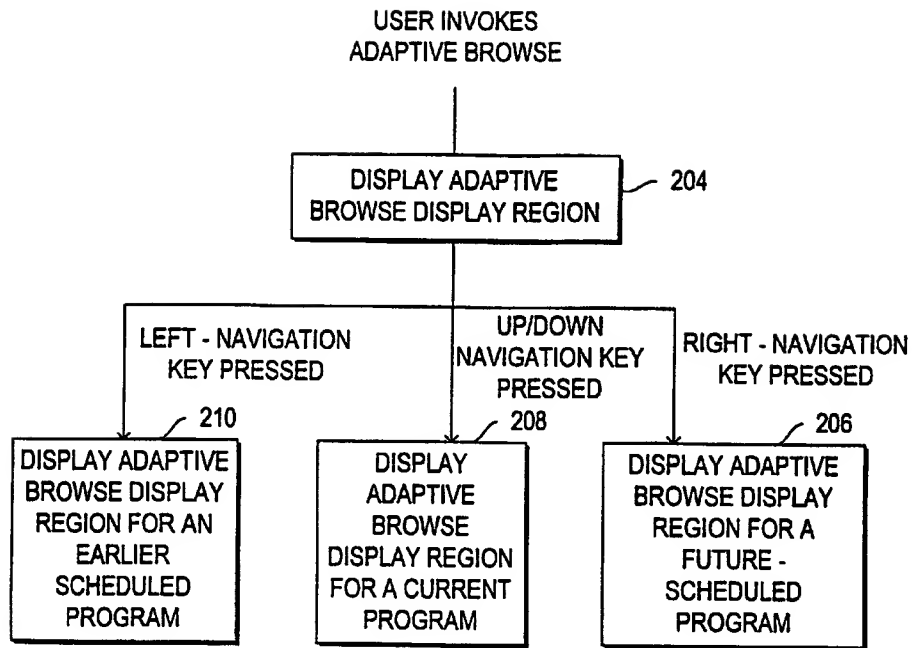 USER INVOKES
ADAPTIVE BROWSE
DISPLAY ADAPTIVE
BROWSE DISPLAY REGION
204
LEFT - NAVIGATION
KEY PRESSED
UP/DOWN
NAVIGATION KEY
PRESSED
RIGHT - NAVIGATION
KEY PRESSED
210
DISPLAY ADAPTIVE
BROWSE DISPLAY
REGION FOR AN
EARLIER
SCHEDULED
PROGRAM
208
DISPLAY
ADAPTIVE
BROWSE
DISPLAY REGION
FOR A CURRENT
PROGRAM
206
DISPLAY ADAPTIVE
BROWSE DISPLAY
REGION FOR A
FUTURE -
SCHEDULED
PROGRAM